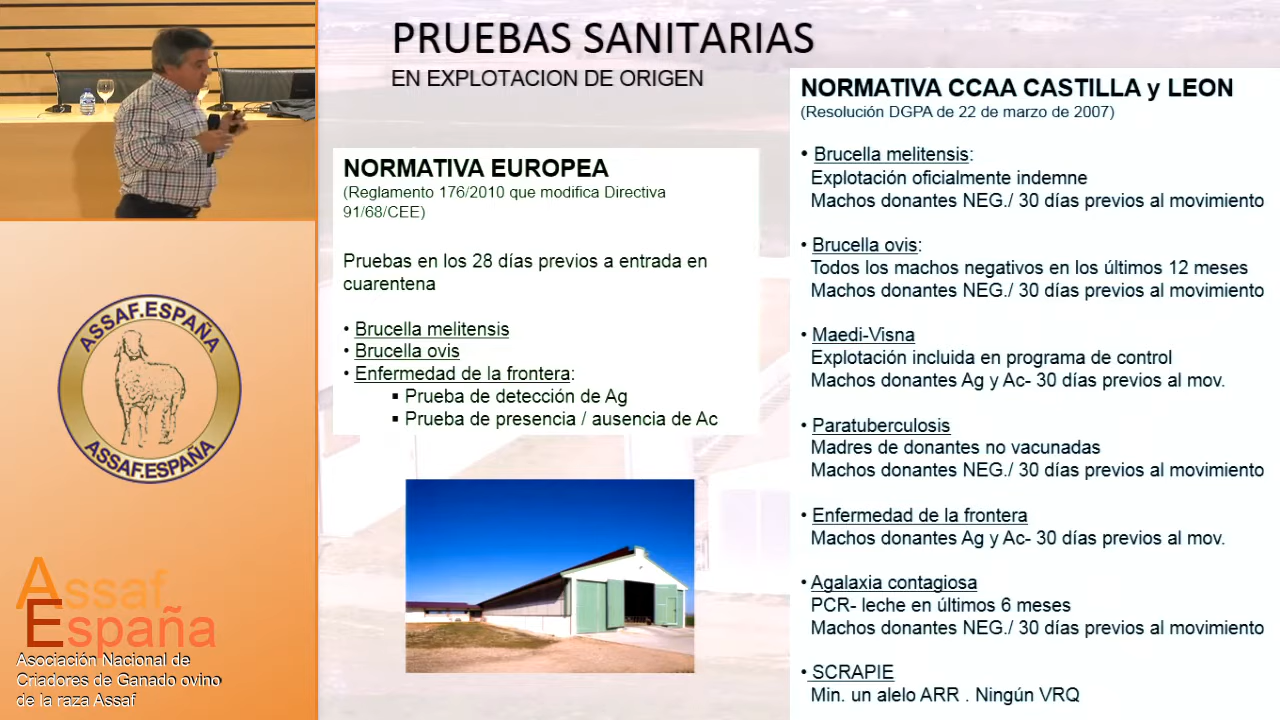 PRUEBAS SANITARIAS
EN EXPLOTACION DE ORIGEN
NORMATIVA EUROPEA
(Reglamento 176/2010 que modifica Directiva
91/68/CEE)
Pruebas en los 28 días previos a entrada en
cuarentena
• Brucella melitensis
• Brucella ovis
• Enfermedad de la frontera:
▪ Prueba de detección de Ag
▪ Prueba de presencia / ausencia de Ac
NORMATIVA CCAA CASTILLA y LEON
(Resolución DGPA de 22 de marzo de 2007)
• Brucella melitensis:
Explotación oficialmente indemne
Machos donantes NEG./ 30 días previos al movimiento
• Brucella ovis:
Todos los machos negativos en los últimos 12 meses
Machos donantes NEG./ 30 días previos al movimiento
• Maedi-Visna
Explotación incluida en programa de control
Machos donantes Ag y Ac- 30 días previos al mov.
• Paratuberculosis
Madres de donantes no vacunadas
Machos donantes NEG./ 30 días previos al movimiento
• Enfermedad de la frontera
Machos donantes Ag y Ac- 30 días previos al mov.
• Agalaxia contagiosa
PCR- leche en últimos 6 meses
Machos donantes NEG./ 30 días previos al movimiento
• SCRAPIE
Min. un alelo ARR . Ningún VRQ
ASSAF.ESPAÑA
ASSAF.ESPAÑA
Assaf.
España
Asociación Nacional de
Criadores de Ganado ovino
de la raza Assaf